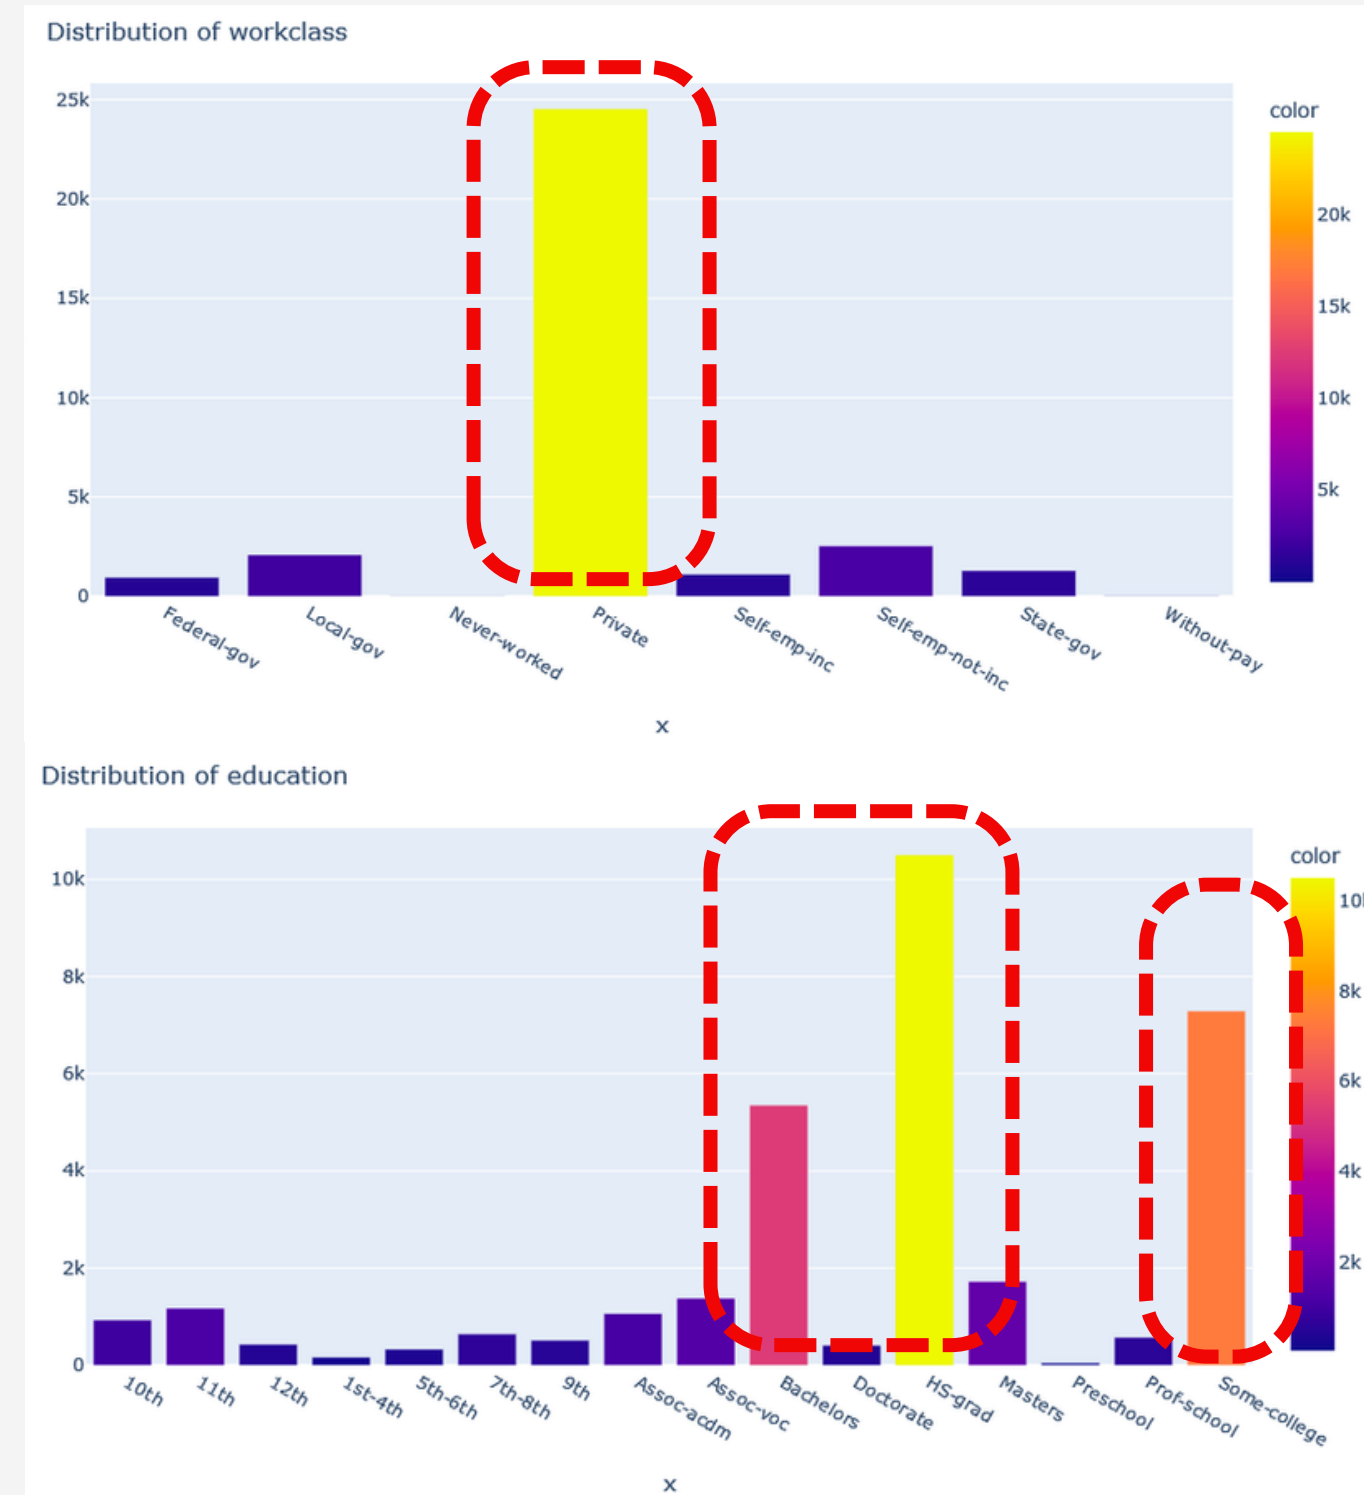 Distribution of workclass
25k
20k
15k
10k
5k
0
Federal-gov
Local-gov
Never-worked
Private
Self-emp-inc
Self-emp-not-inc
State-gov
Without-pay
x
color
20k
15k
10k
5k
Distribution of education
10k
8k
6k
4k
2k
0
10th
11th
12th
1st-4th
5th-6th
7th-8th
9th
Assoc-acdm
Assoc-voc
Bachelors
Doctorate
HS-grad
Masters
Preschool
Prof-school
Some-college
x
color
10k
8k
6k
4k
2k